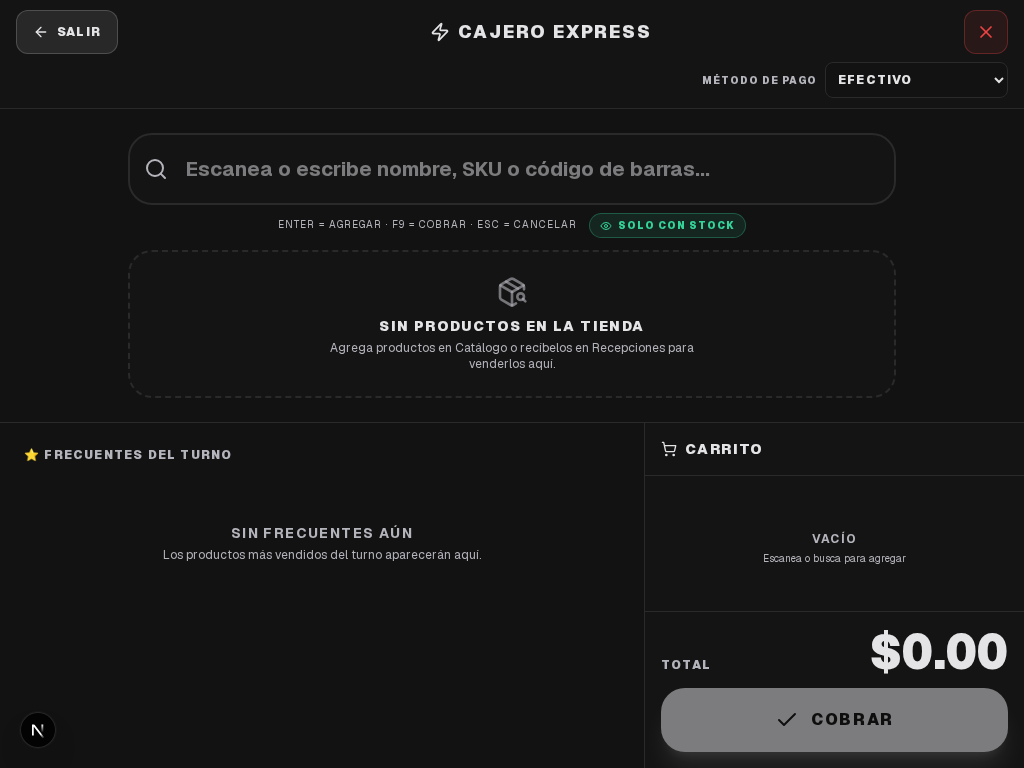 SALIR
CAJERO EXPRESS
MÉTODO DE PAGO
EFECTIVO
Escanea o escribe nombre, SKU o código de barras...
ENTER = AGREGAR · F9 = COBRAR · ESC = CANCELAR
SOLO CON STOCK
SIN PRODUCTOS EN LA TIENDA
Agrega productos en Catálogo o recíbelos en Recepciones para
venderlos aquí.
⭐ FRECUENTES DEL TURNO
SIN FRECUENTES AÚN
Los productos más vendidos del turno aparecerán aquí.
CARRITO
VACÍO
Escanea o busca para agregar
TOTAL
$0.00
COBRAR
N